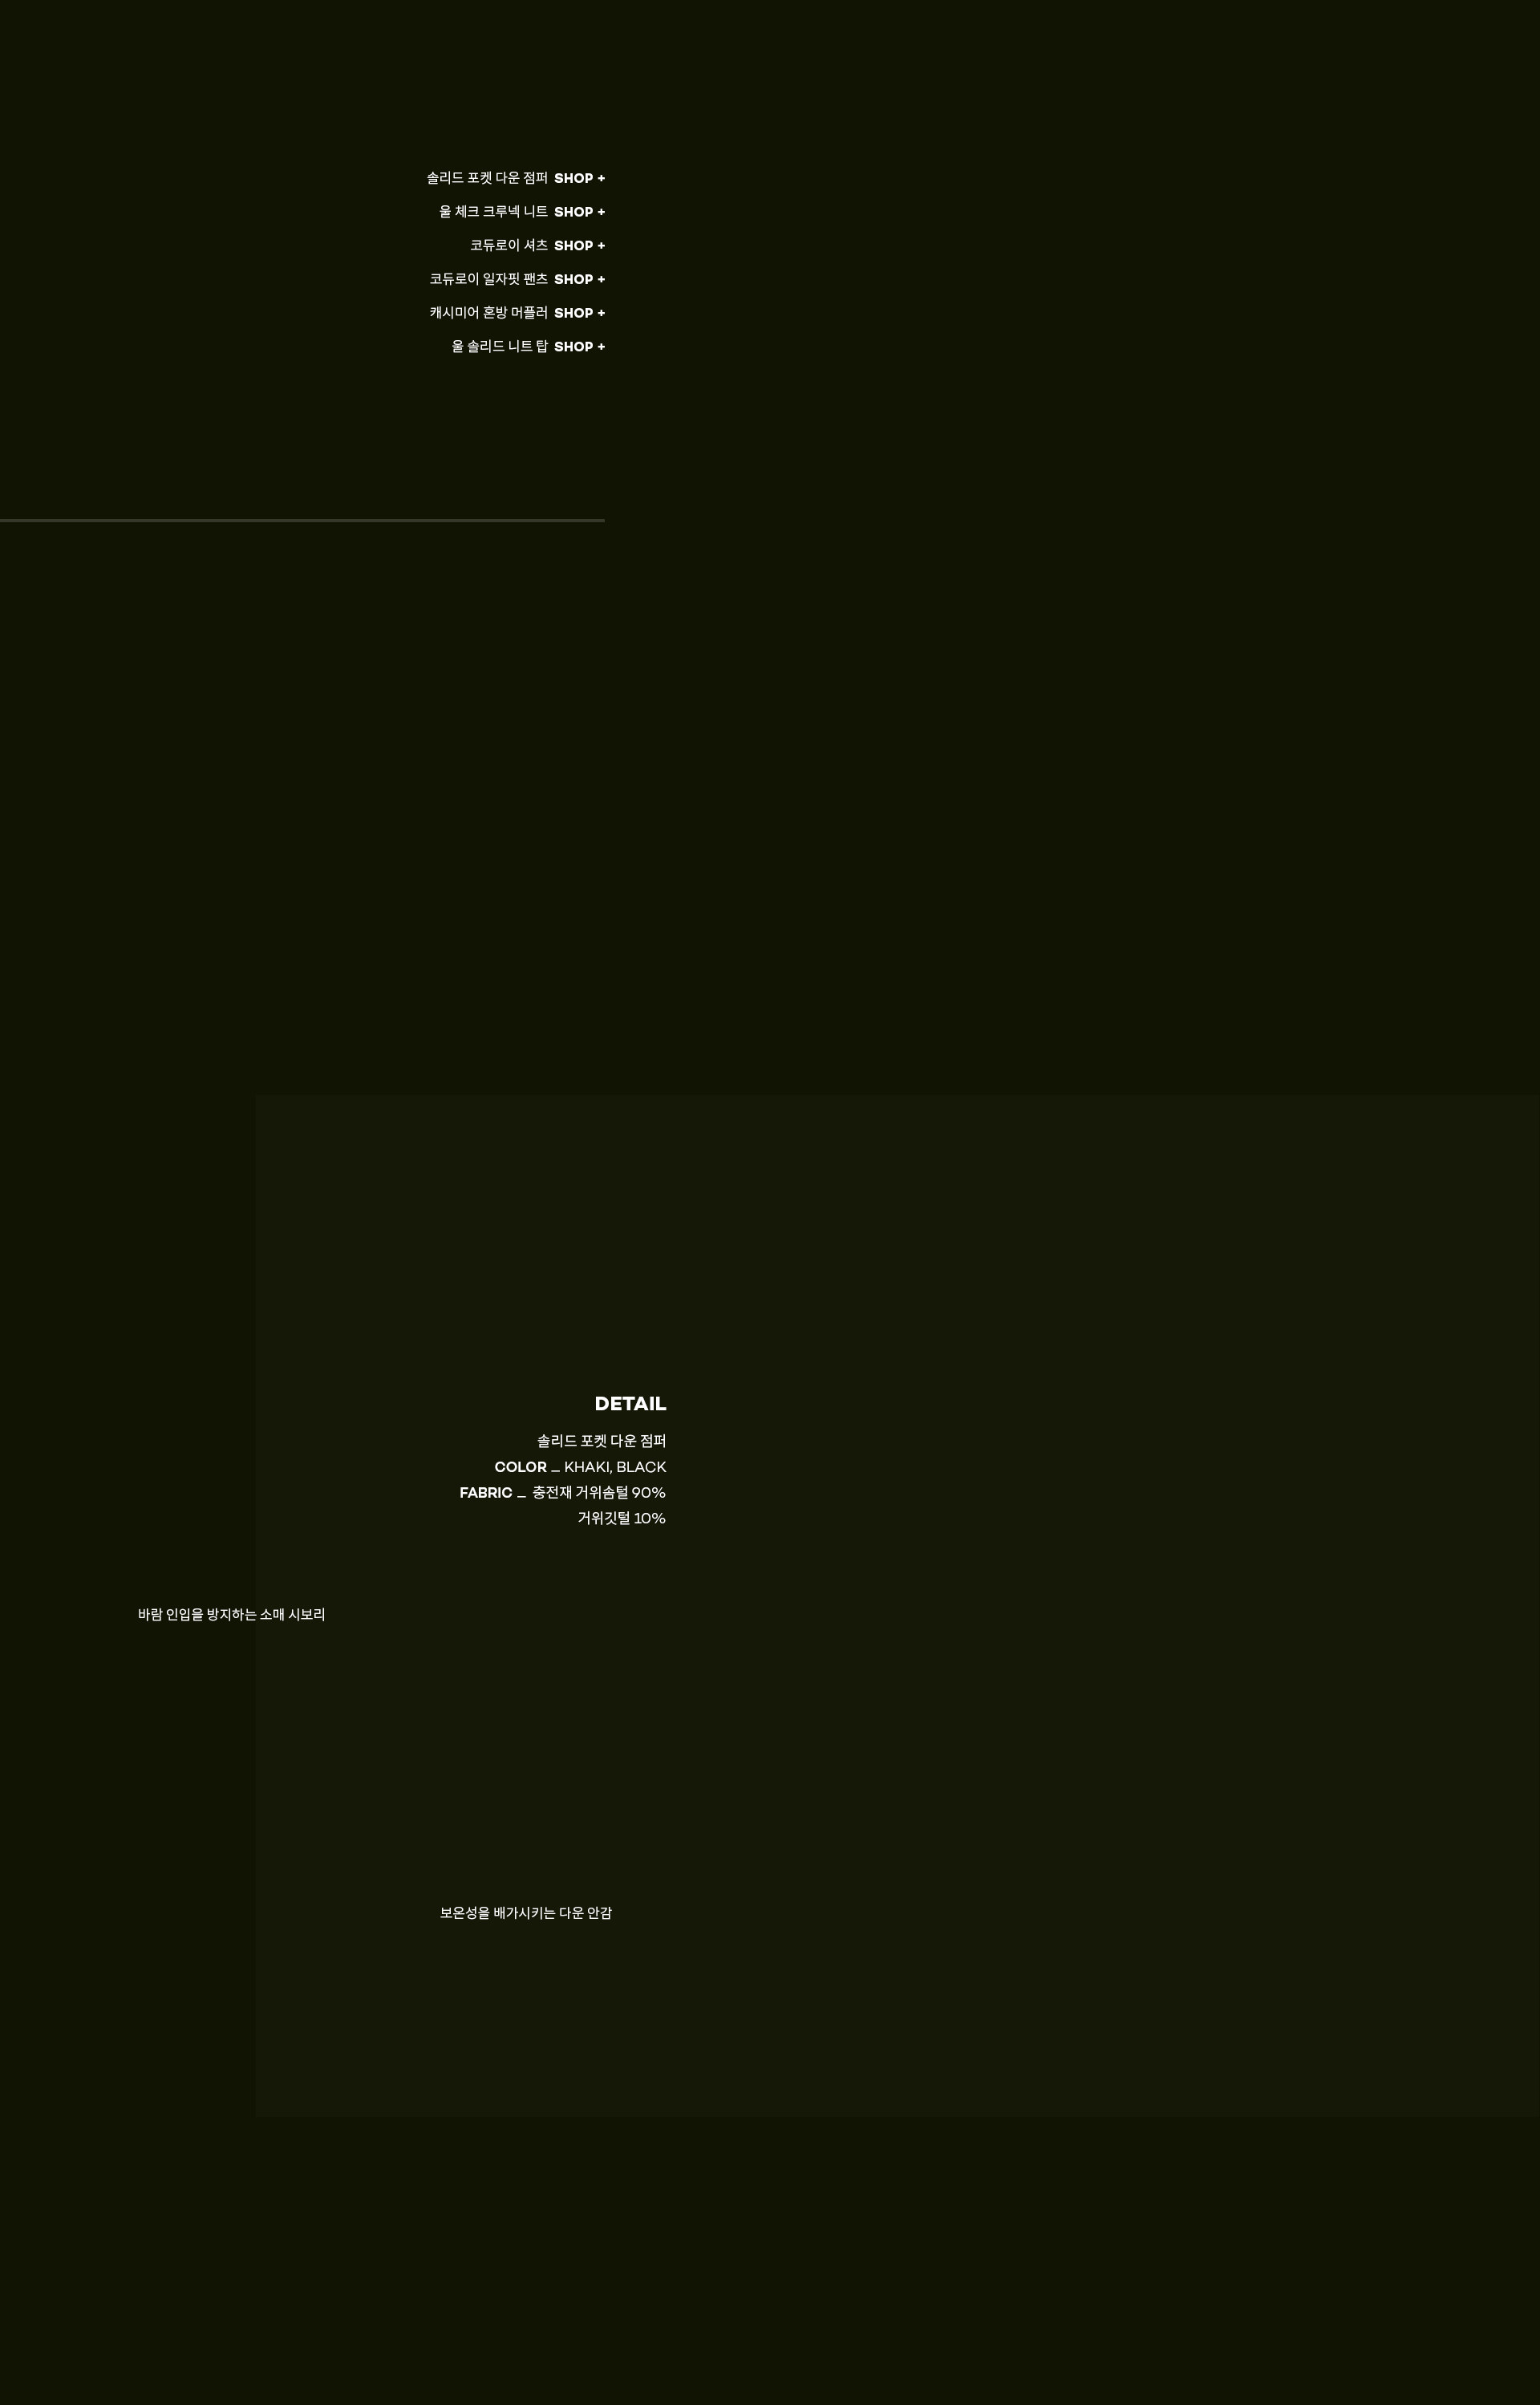 솔리드 포켓 다운 점퍼 SHOP +
울 체크 크루넥 니트 SHOP +
코듀로이 셔츠 SHOP +
코듀로이 일자핏 팬츠 SHOP +
캐시미어 혼방 머플러 SHOP +
울 솔리드 니트 탑 SHOP +
DETAIL
솔리드 포켓 다운 점퍼
COLOR _ KHAKI, BLACK
FABRIC _ 충전재 거위솜털 90%
거위깃털 10%
바람 인입을 방지하는 소매 시보리
보온성을 배가시키는 다운 안감